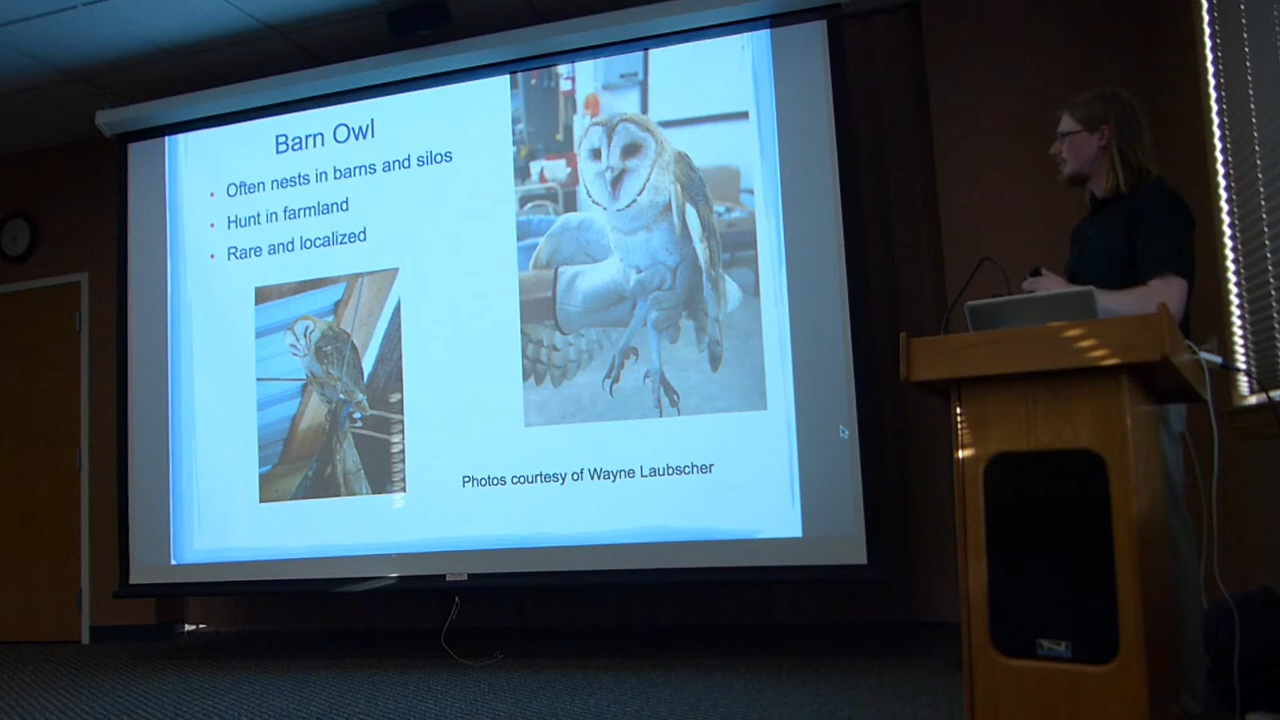 Barn Owl
• Often nests in barns and silos
• Hunt in farmland
• Rare and localized
Photos courtesy of Wayne Laubscher